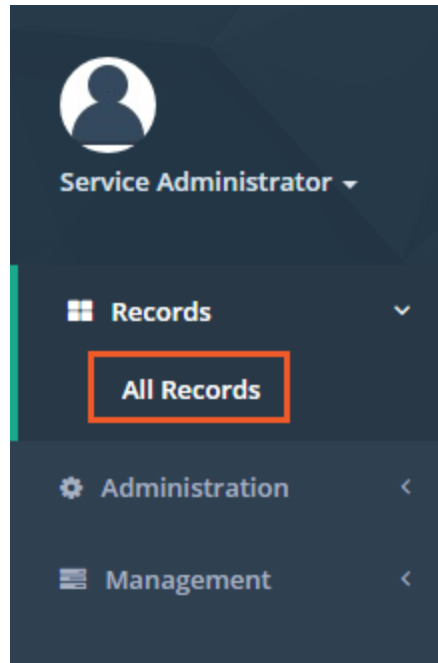 Service Administrator
Records
All Records
Administration
Management